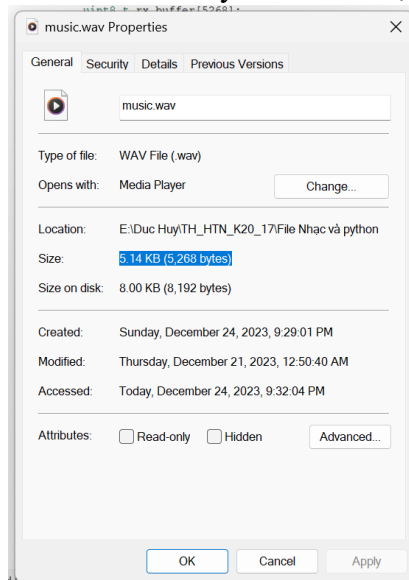 uint8_t rx_buffer[5268];
music.wav Properties
General Security Details Previous Versions
music.wav
Type of file: WAV File (.wav)
Opens with: Media Player Change...
Location: E:\Duc Huy\TH_HTN_K20_17\File Nhạc và python
Size: 5.14 KB (5,268 bytes)
Size on disk: 8.00 KB (8,192 bytes)
Created: Sunday, December 24, 2023, 9:29:01 PM
Modified: Thursday, December 21, 2023, 12:50:40 AM
Accessed: Today, December 24, 2023, 9:32:04 PM
Attributes: Read-only Hidden Advanced...
OK Cancel Apply